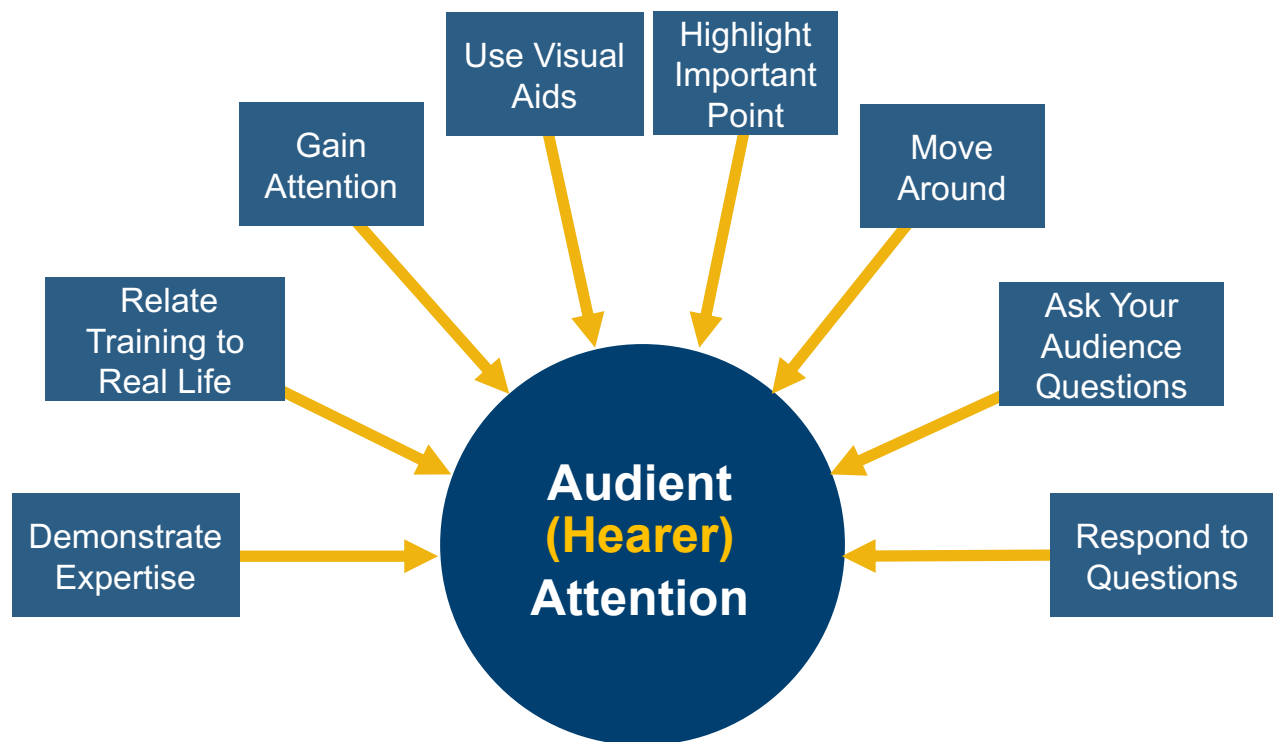 Use Visual
Aids
Highlight
Important
Point
Gain
Attention
Move
Around
Relate
Training to
Real Life
Ask Your
Audience
Questions
Demonstrate
Expertise
Audient
(Hearer)
Attention
Respond to
Questions